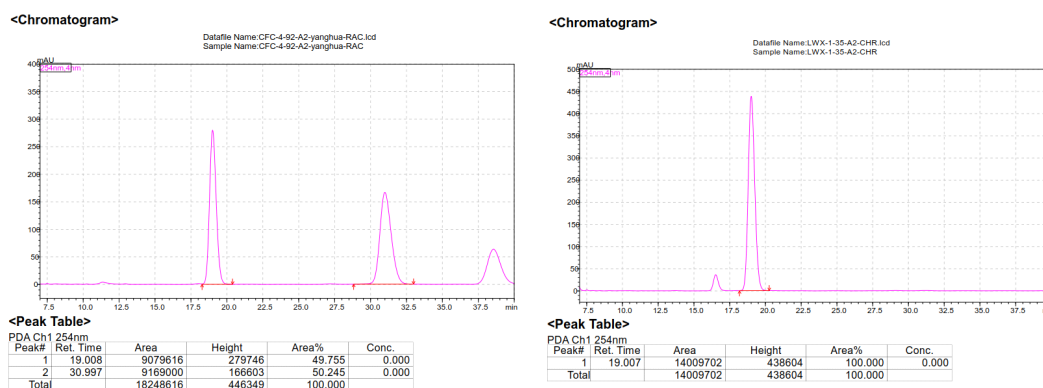 <Chromatogram>
Datafile Name:CFC-4-92-A2-yanghua-RAC.lcd
Sample Name:CFC-4-92-A2-yanghua-RAC
mAU
254nm,4nm
400
350
300
250
200
150
100
50
0
7.5 10.0 12.5 15.0 17.5 20.0 22.5 25.0 27.5 30.0 32.5 35.0 37.5 min
<Peak Table>
PDA Ch1 254nm
Peak# Ret. Time Area Height Area% Conc.
1 19.008 9079616 279746 49.755 0.000
2 30.997 9169000 166603 50.245 0.000
Total 18248616 446349 100.000
<Chromatogram>
Datafile Name:LWX-1-35-A2-CHR.lcd
Sample Name:LWX-1-35-A2-CHR
mAU
254nm,4nm
500
450
400
350
300
250
200
150
100
50
0
7.5 10.0 12.5 15.0 17.5 20.0 22.5 25.0 27.5 30.0 32.5 35.0 37.5
<Peak Table>
PDA Ch1 254nm
Peak# Ret. Time Area Height Area% Conc.
1 19.007 14009702 438604 100.000 0.000
Total 14009702 438604 100.000